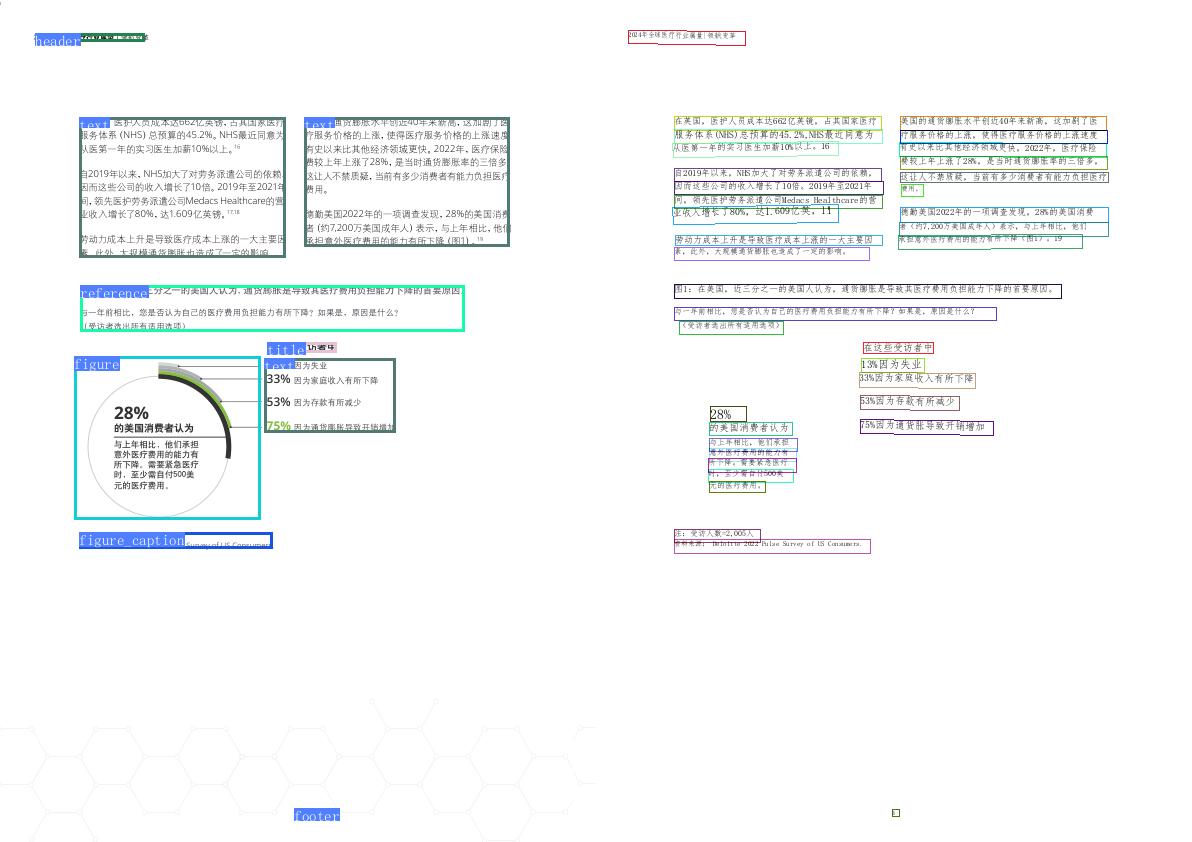 header
text
医护人员成本达662亿英镑，占其国家医疗
服务体系 (NHS) 总预算的45.2%。NHS最近同意为
从医第一年的实习医生加薪10%以上。16
自2019年以来，NHS加大了对劳务派遣公司的依赖，
因而这些公司的收入增长了10倍。2019年至2021年
间，领先医护劳务派遣公司Medacs Healthcare的营
业收入增长了80%，达1.609亿英镑。17,18
劳动力成本上升是导致医疗成本上涨的一大主要因
素，此外，大规模通货膨胀也造成了一定的影响。
text
通货膨胀水平创近40年来新高，这加剧了医
疗服务价格的上涨，使得医疗服务价格的上涨速度
有史以来比其他经济领域更快。2022年，医疗保险
费较上年上涨了28%，是当时通货膨胀率的三倍多。
这让人不禁质疑，当前有多少消费者有能力负担医疗
费用。
德勤美国2022年的一项调查发现，28%的美国消费
者 (约7,200万美国成年人) 表示，与上年相比，他们
承担意外医疗费用的能力有所下降 (图1) 。19
reference
三分之一的美国人认为，通货膨胀是导致其医疗费用负担能力下降的首要原因。
与一年前相比，您是否认为自己的医疗费用负担能力有所下降？如果是，原因是什么？
（受访者选出所有适用选项）
figure
28%
的美国消费者认为
与上年相比，他们承担
意外医疗费用的能力有
所下降。需要紧急医疗
时，至少需自付500美
元的医疗费用。
title
访者中
text
因为失业
33% 因为家庭收入有所下降
53% 因为存款有所减少
75% 因为通货膨胀导致开销增加
figure_caption
Survey of US Consumers
footer
2024年全球医疗行业展望|领航变革
在英国，医护人员成本达662亿英镜，占其国家医疗
服务体系(NHS)总预算的45.2%,NHS最近同意为
从医第一年的实习医生加薪10%以上。16
自2019年以来，NHS加大了对劳务派遣公司的依赖，
因而这些公司的收入增长了10倍。2019年至2021年
间，领先医护劳务派遣公司Medacs Healthcare的营
业收入增长了80%，达1.609亿英，11
劳动力成本上升是导致医疗成本上涨的一大主要因
素，此外，大规模通货膨胀也造成了一定的影响。
美国的通货膨胀水平创近40年来新高，这加剧了医
疗服务价格的上涨，使得医疗服务价格的上涨速度
有史以来比其他经济领域更快。2022年，医疗保险
费较上年上涨了28%，是当时通货膨胀率的三倍多。
这让人不禁质疑，当前有多少消费者有能力负担医疗
费用。
德勤美国2022年的一项调查发现，28%的美国消费
者（约7,200万美国成年人）表示，与上年相比，他们
承担意外医疗费用的能力有所下降（图1）。19
图1：在美国，近三分之一的美国人认为，通货膨胀是导致其医疗费用负担能力下降的首要原因。
与一年前相比，您是否认为自己的医疗费用负担能力有所下降？如果是，原因是什么？
（受访者选出所有适用选项）
在这些受访者中
13%因为失业
33%因为家庭收入有所下降
53%因为存款有所减少
75%因为通货胀导致开销增加
28%
的美国消费者认为
与上年相比，他们承担
意外医疗费用的能力有
所下降。需要紧急医疗
时，至少需自付500美
元的医疗费用。
注：受访人数=2,005人
资料来源： Deloitte 2022 Pulse Survey of US Consumers.